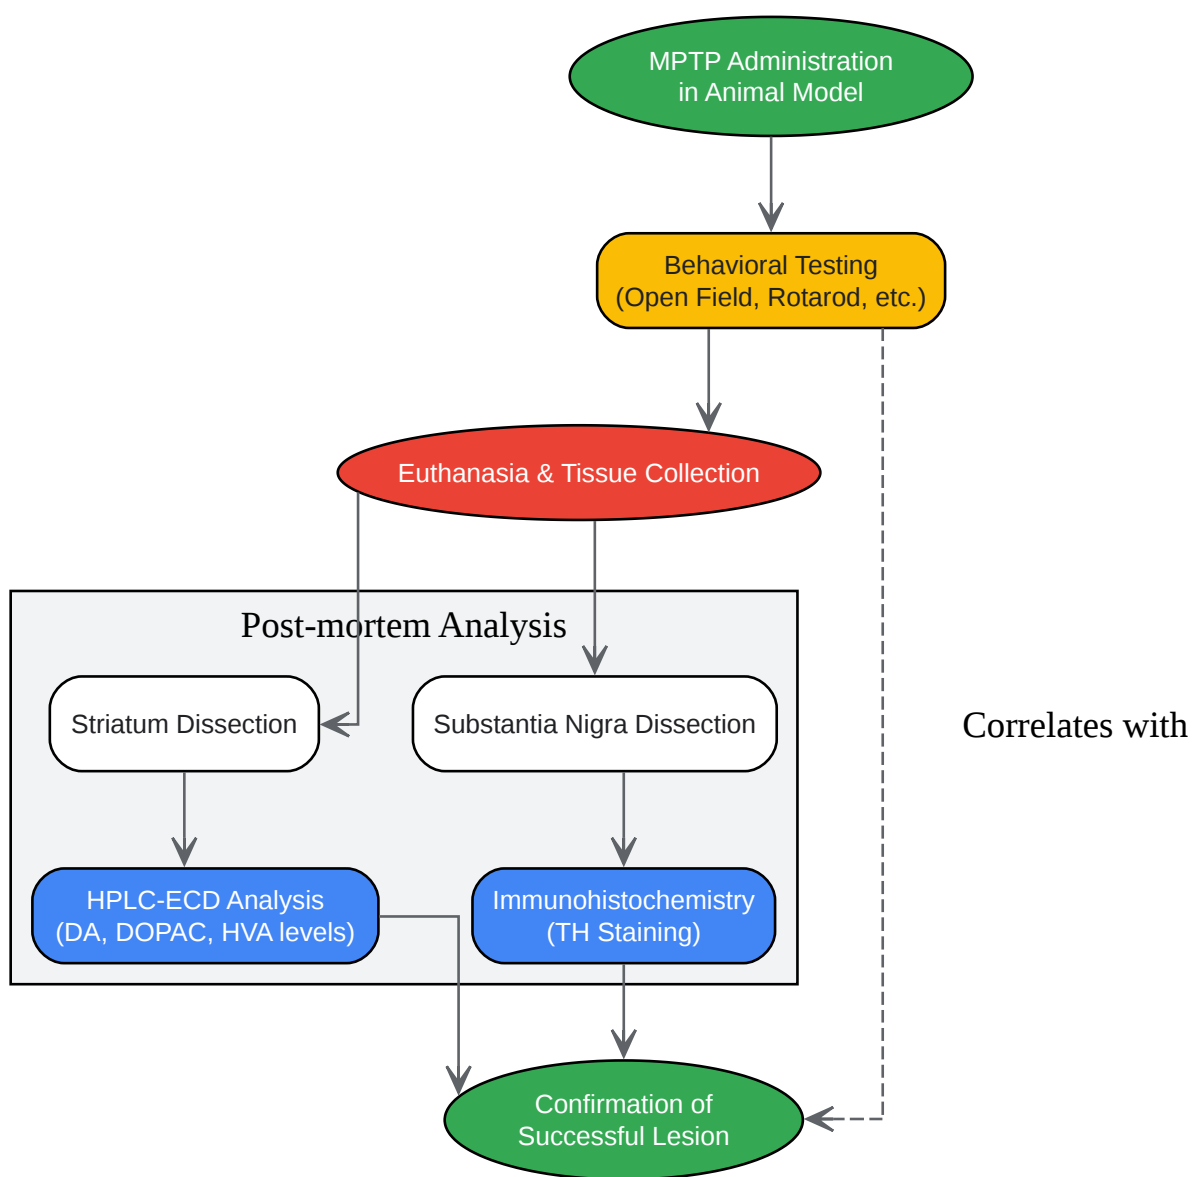 MPTP Administration
in Animal Model
Behavioral Testing
(Open Field, Rotarod, etc.)
Euthanasia & Tissue Collection
Post-mortem Analysis
Striatum Dissection
Substantia Nigra Dissection
Correlates with
HPLC-ECD Analysis
(DA, DOPAC, HVA levels)
Immunohistochemistry
(TH Staining)
Confirmation of
Successful Lesion